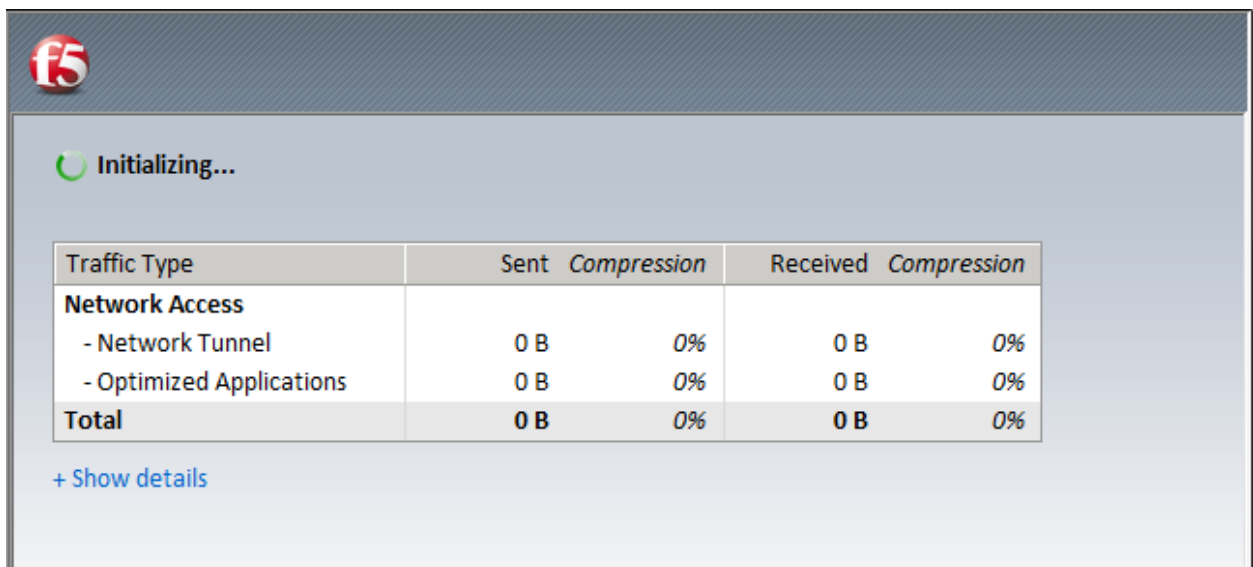 f5
Initializing...
Traffic Type Sent Compression Received Compression
Network Access
- Network Tunnel 0 B 0% 0 B 0%
- Optimized Applications 0 B 0% 0 B 0%
Total 0 B 0% 0 B 0%
+ Show details